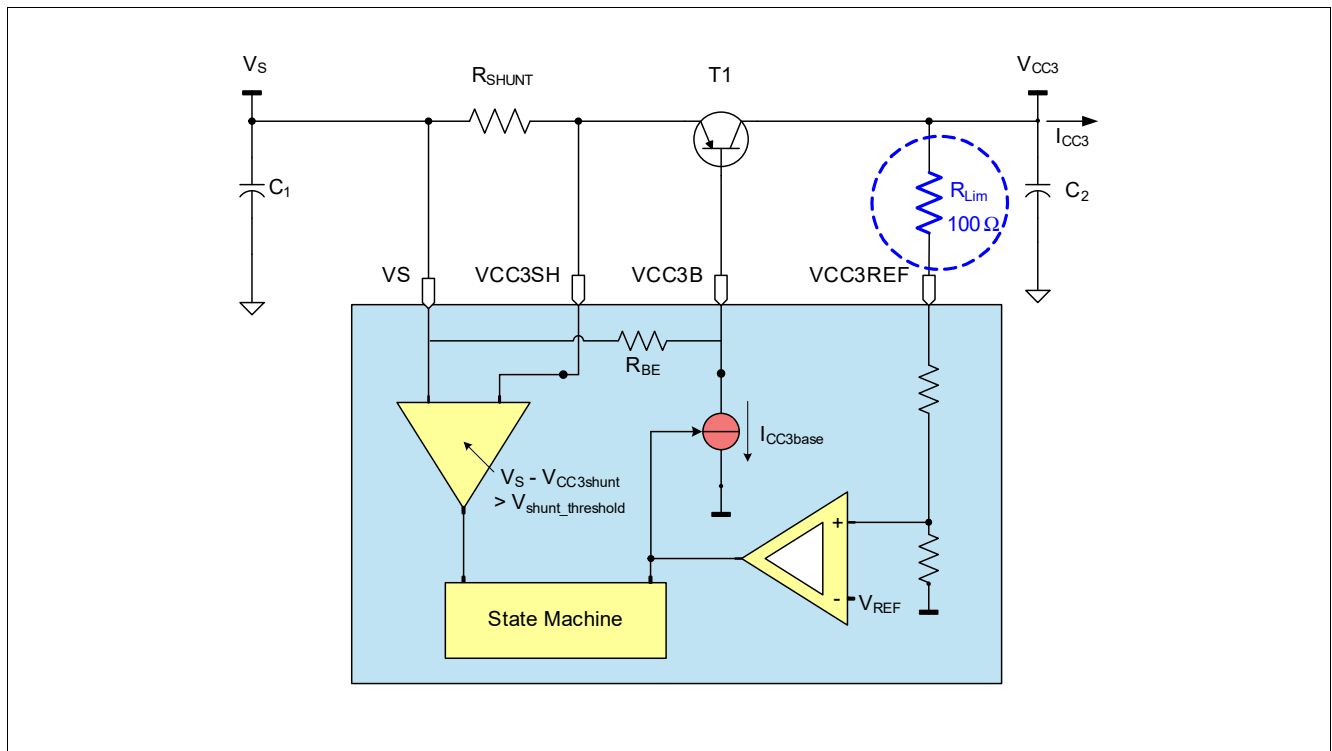 VS
RSHUNT
T1
VCC3
ICC3
C1
RLim
100 Ω
C2
VS
VCC3SH
VCC3B
VCC3REF
RBE
ICC3base
VS - VCC3shunt
> Vshunt_threshold
+
-
VREF
State Machine